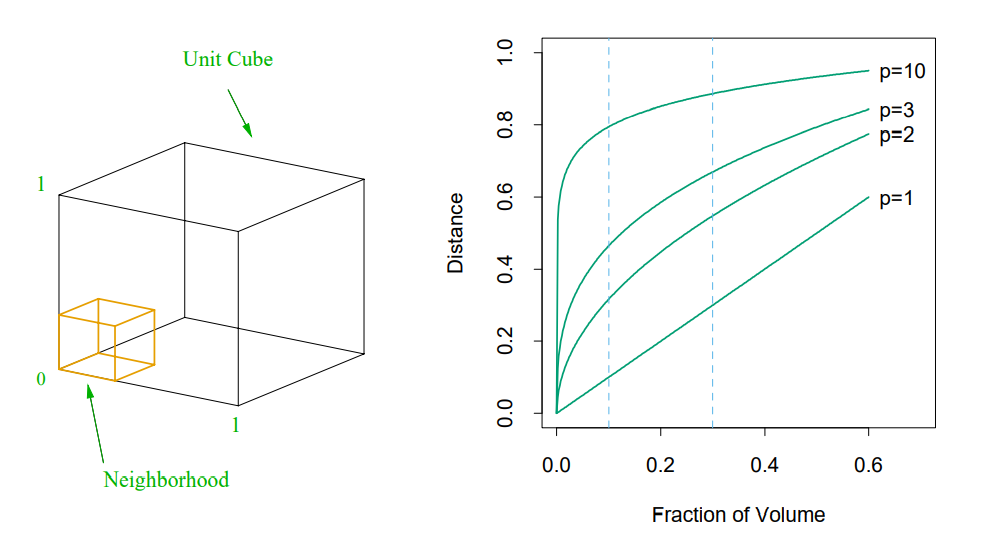 Unit Cube
1
0
1
Neighborhood
Distance
1.0
0.8
0.6
0.4
0.2
0.0
p=10
p=3
p=2
p=1
0.0 0.2 0.4 0.6
Fraction of Volume